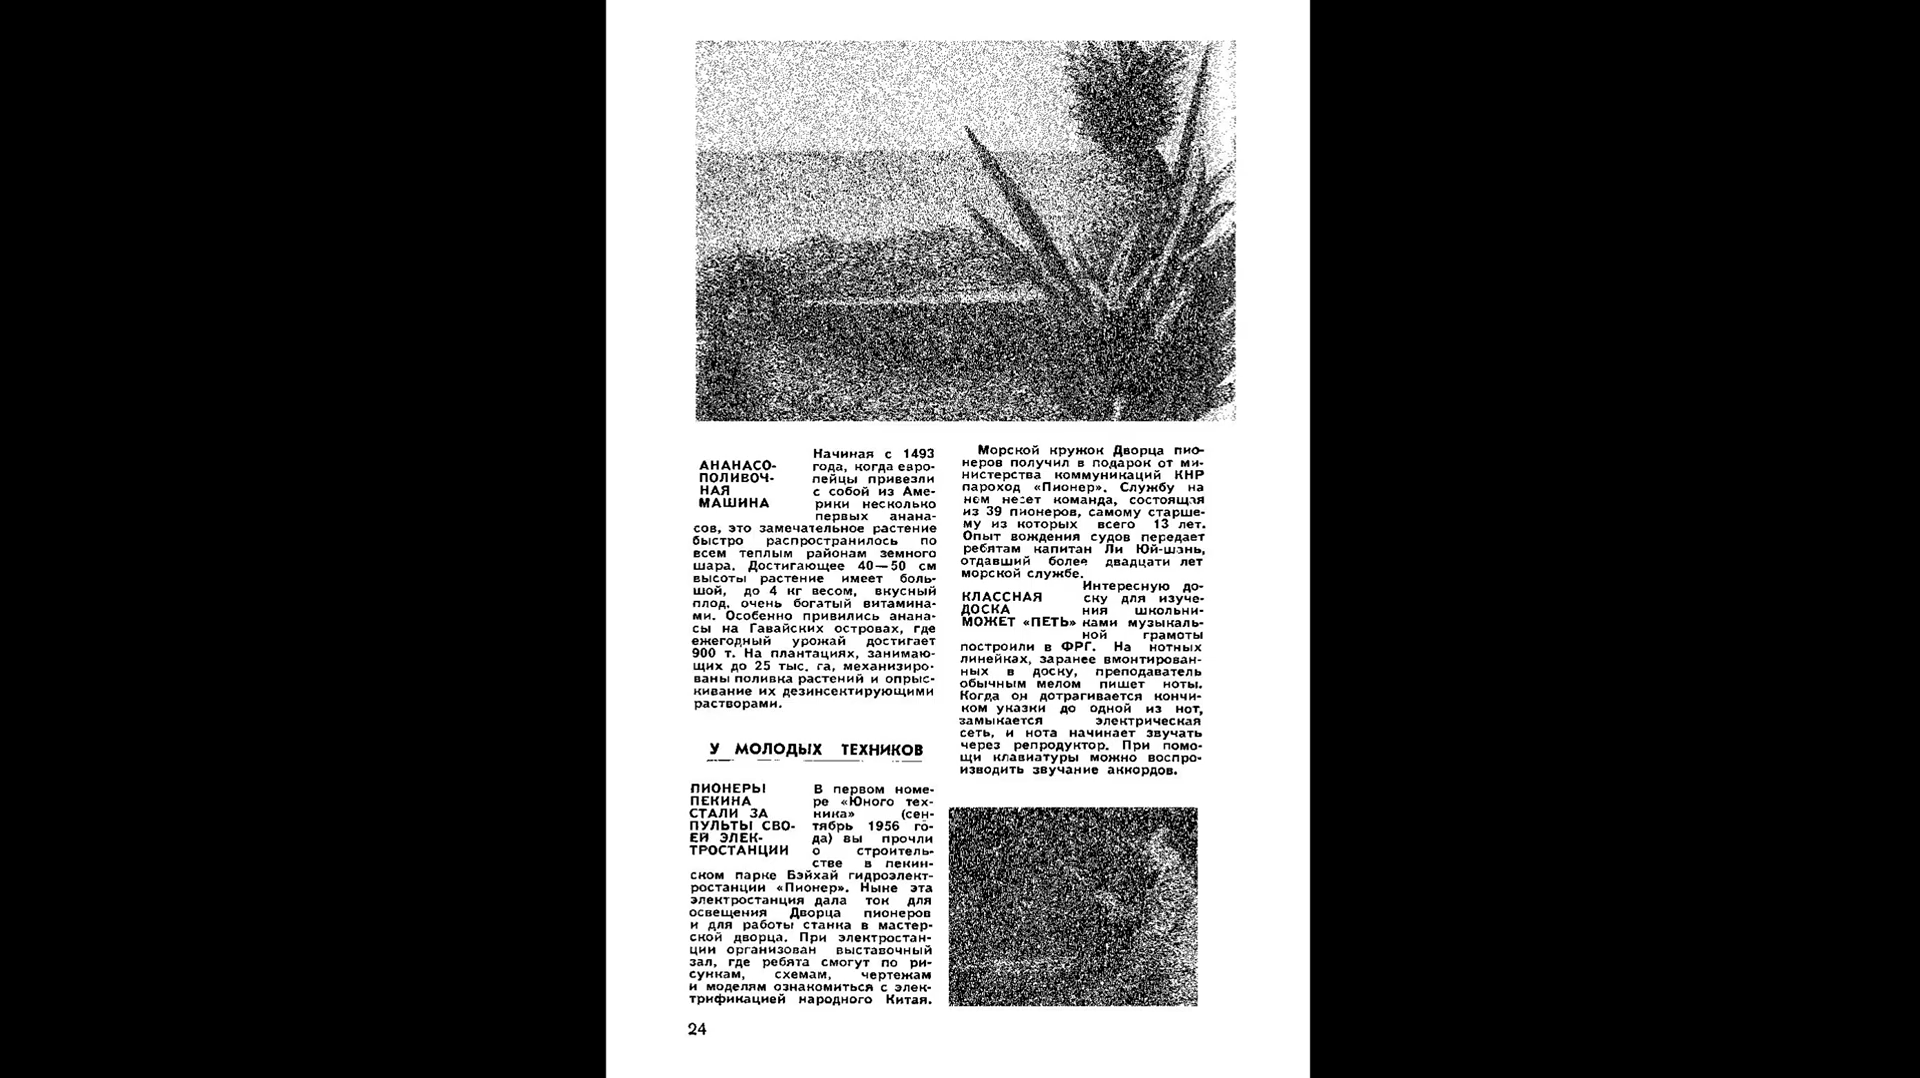 АНАНАСО-
ПОЛИВОЧ-
НАЯ
МАШИНА
Начиная с 1493
года, когда евро-
пейцы привезли
с собой из Аме-
рики несколько
первых анана-
сов, это замечательное растение
быстро распространилось по
всем теплым районам земного
шара. Достигающее 40—50 см
высоты растение имеет боль-
шой, до 4 кг весом, вкусный
плод, очень богатый витамина-
ми. Особенно привились анана-
сы на Гавайских островах, где
ежегодный урожай достигает
900 т. На плантациях, занимаю-
щих до 25 тыс. га, механизиро-
ваны поливка растений и опрыс-
кивание их дезинсектирующими
растворами.
У МОЛОДЫХ ТЕХНИКОВ
ПИОНЕРЫ
ПЕКИНА
СТАЛИ ЗА
ПУЛЬТЫ СВО-
ЕЙ ЭЛЕК-
ТРОСТАНЦИИ
В первом номе-
ре «Юного тех-
ника» (сен-
тябрь 1956 го-
да) вы прочли
о строитель-
стве в пекин-
ском парке Бэйхай гидроэлект-
ростанции «Пионер». Ныне эта
электростанция дала ток для
освещения Дворца пионеров
и для работы станка в мастер-
ской дворца. При электростан-
ции организован выставочный
зал, где ребята смогут по ри-
сункам, схемам, чертежам
и моделям ознакомиться с элек-
трификацией народного Китая.
Морской кружок Дворца пио-
неров получил в подарок от ми-
нистерства коммуникаций КНР
пароход «Пионер». Службу на
нем несет команда, состоящая
из 39 пионеров, самому старше-
му из которых всего 13 лет.
Опыт вождения судов передает
ребятам капитан Ли Юй-шань,
отдавший более двадцати лет
морской службе.
КЛАССНАЯ
ДОСКА
МОЖЕТ «ПЕТЬ»
Интересную до-
ску для изуче-
ния школьни-
ками музыкаль-
ной грамоты
построили в ФРГ. На нотных
линейках, заранее вмонтирован-
ных в доску, преподаватель
обычным мелом пишет ноты.
Когда он дотрагивается кончи-
ком указки до одной из нот,
замыкается электрическая
сеть, и нота начинает звучать
через репродуктор. При помо-
щи клавиатуры можно воспро-
изводить звучание аккордов.
24